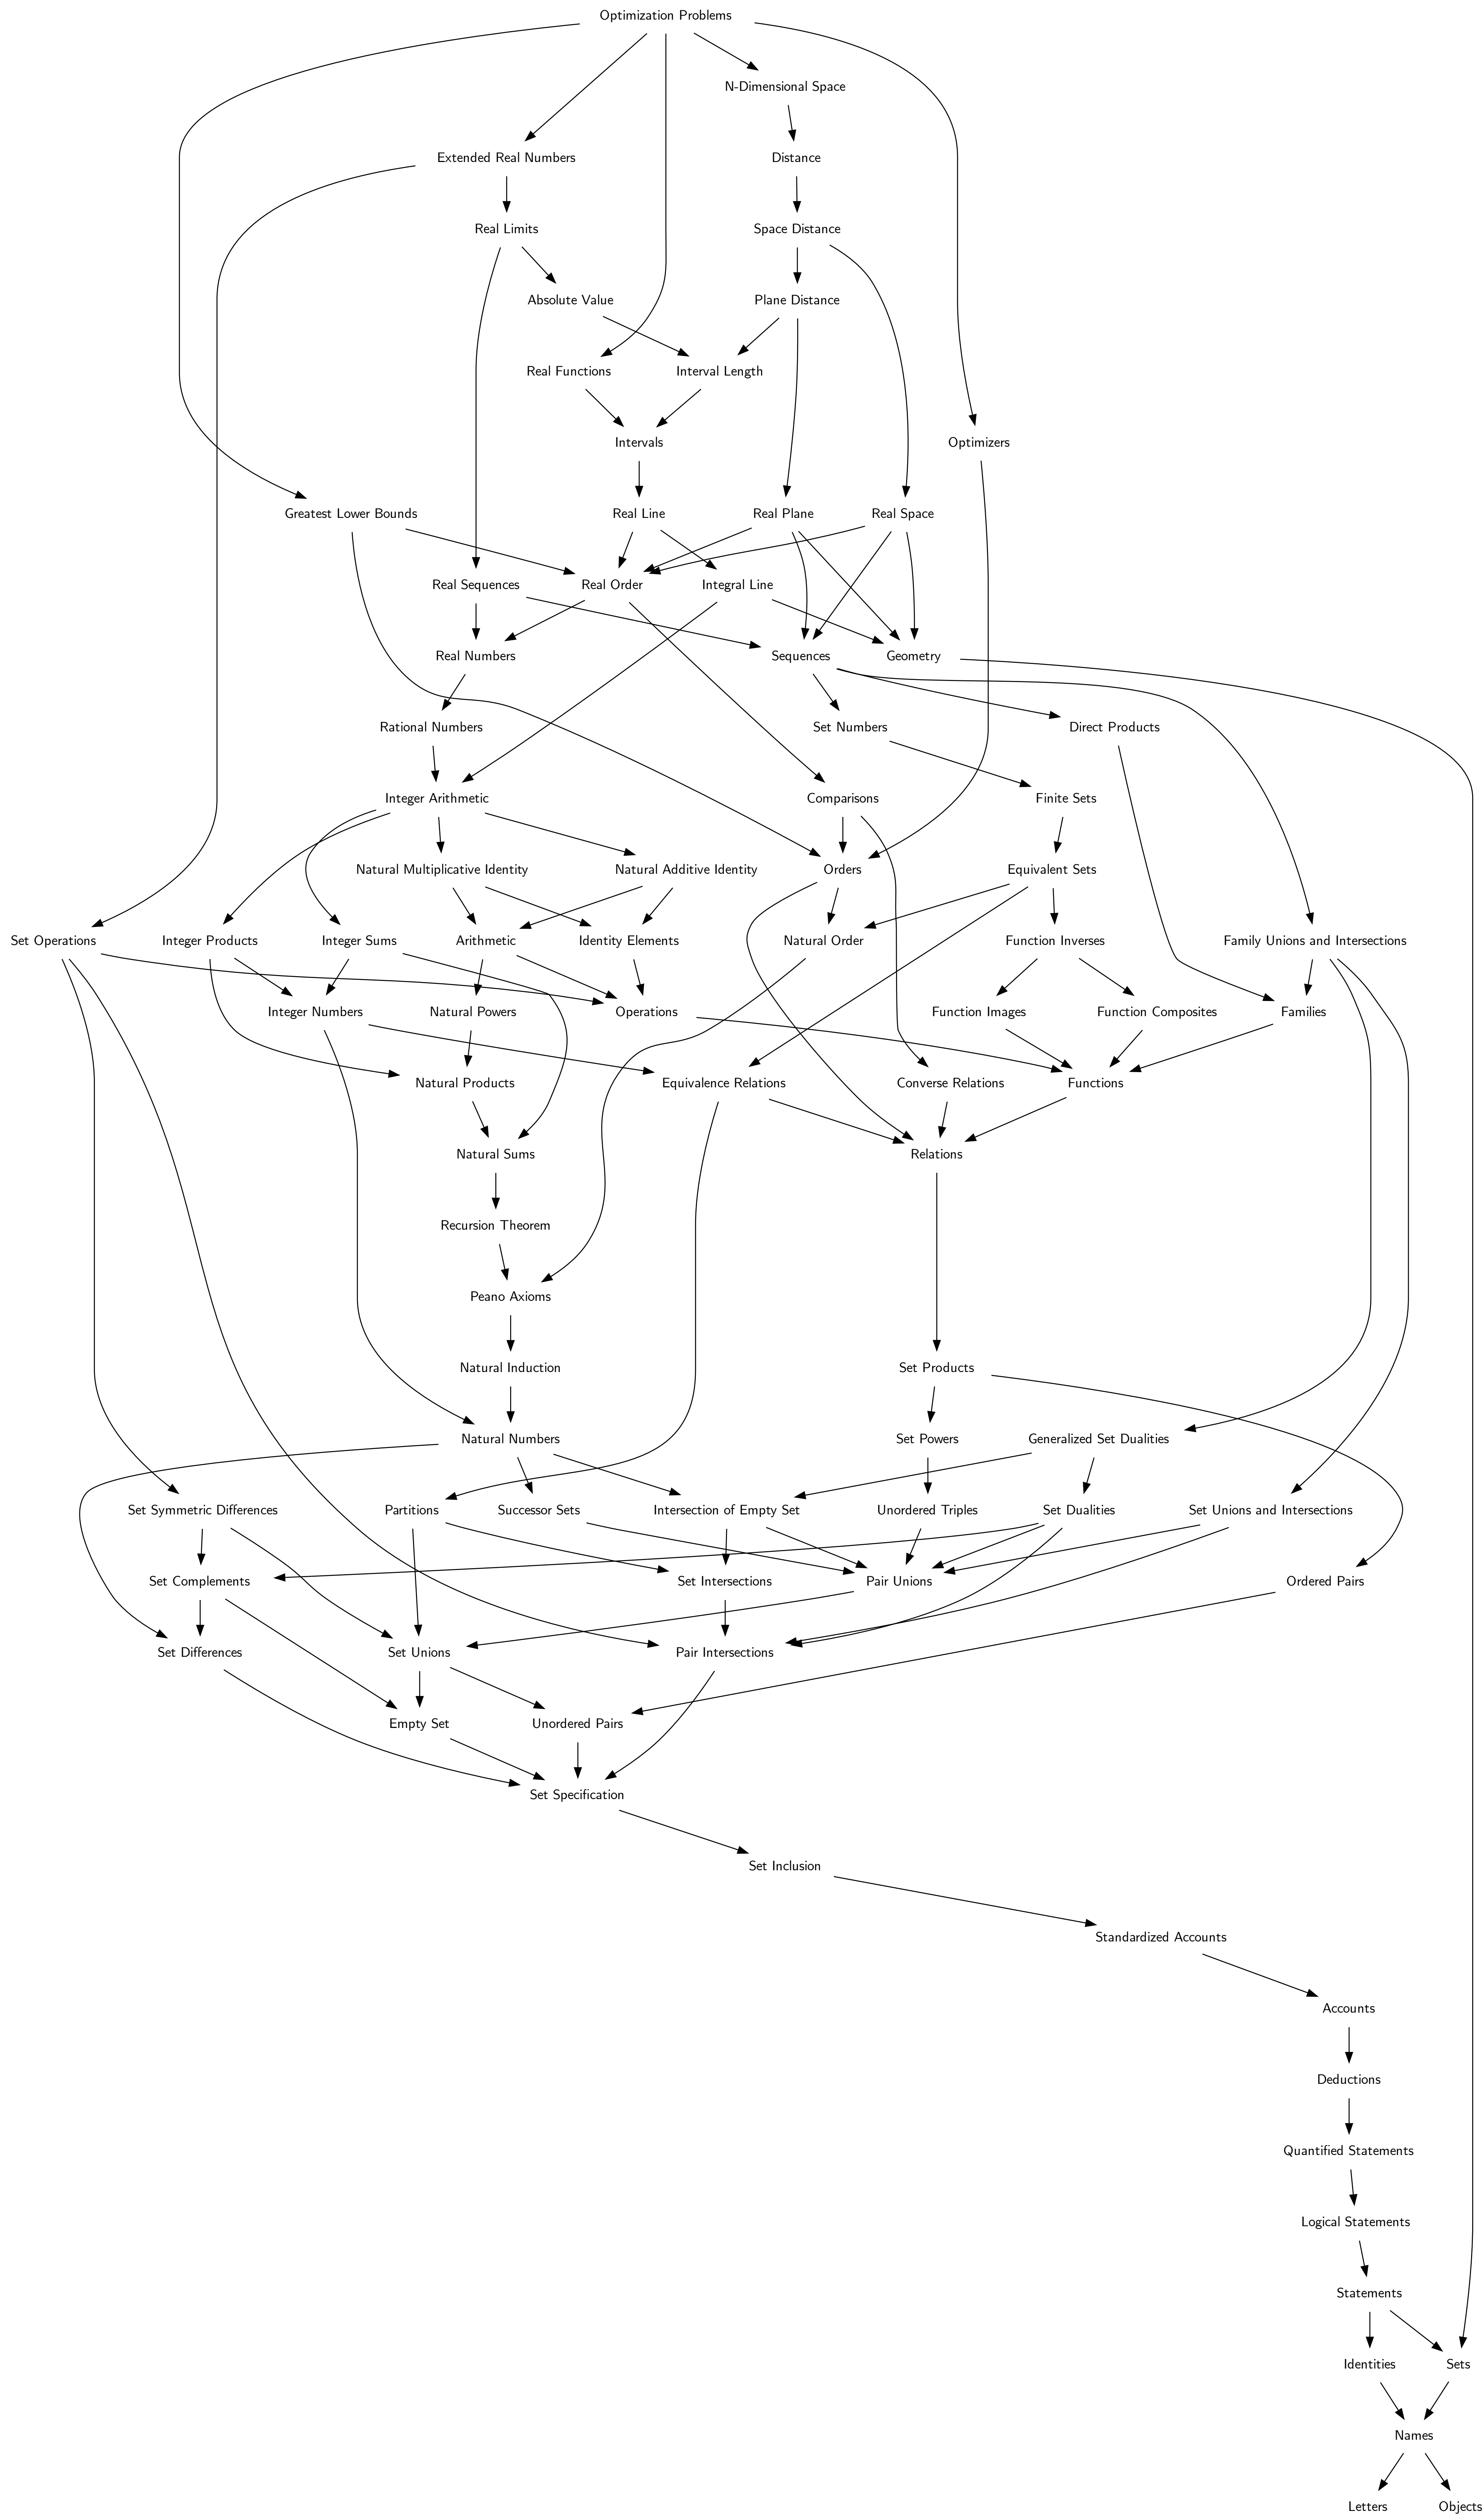 Optimization Problems
N-Dimensional Space
Extended Real Numbers
Distance
Real Limits
Space Distance
Absolute Value
Plane Distance
Real Functions
Interval Length
Intervals
Optimizers
Greatest Lower Bounds
Real Line
Real Plane
Real Space
Real Sequences
Real Order
Integral Line
Real Numbers
Sequences
Geometry
Rational Numbers
Set Numbers
Direct Products
Integer Arithmetic
Comparisons
Finite Sets
Natural Multiplicative Identity
Natural Additive Identity
Orders
Equivalent Sets
Set Operations
Integer Products
Integer Sums
Arithmetic
Identity Elements
Natural Order
Function Inverses
Family Unions and Intersections
Integer Numbers
Natural Powers
Operations
Function Images
Function Composites
Families
Natural Products
Equivalence Relations
Converse Relations
Functions
Natural Sums
Relations
Recursion Theorem
Peano Axioms
Natural Induction
Set Products
Natural Numbers
Set Powers
Generalized Set Dualities
Set Symmetric Differences
Partitions
Successor Sets
Intersection of Empty Set
Unordered Triples
Set Dualities
Set Unions and Intersections
Set Complements
Set Intersections
Pair Unions
Ordered Pairs
Set Differences
Set Unions
Pair Intersections
Empty Set
Unordered Pairs
Set Specification
Set Inclusion
Standardized Accounts
Accounts
Deductions
Quantified Statements
Logical Statements
Statements
Identities
Sets
Names
Letters
Objects